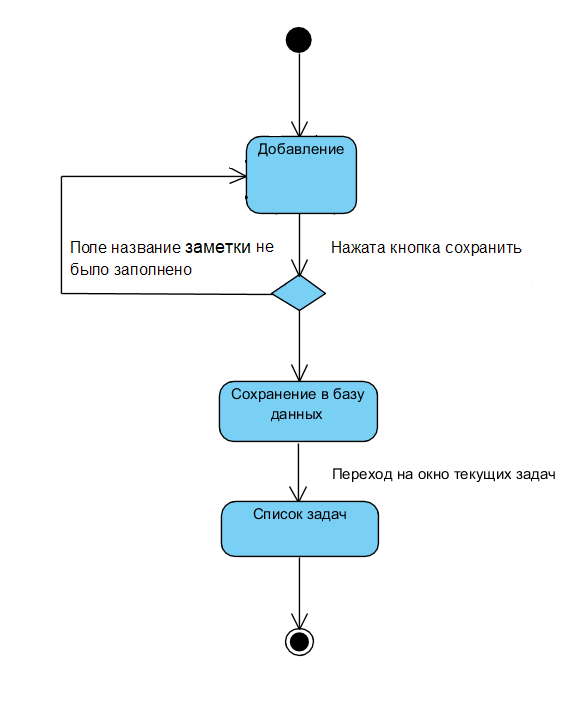 Добавление
Поле название заметки не
было заполнено
Нажата кнопка сохранить
Сохранение в базу
данных
Переход на окно текущих задач
Список задач